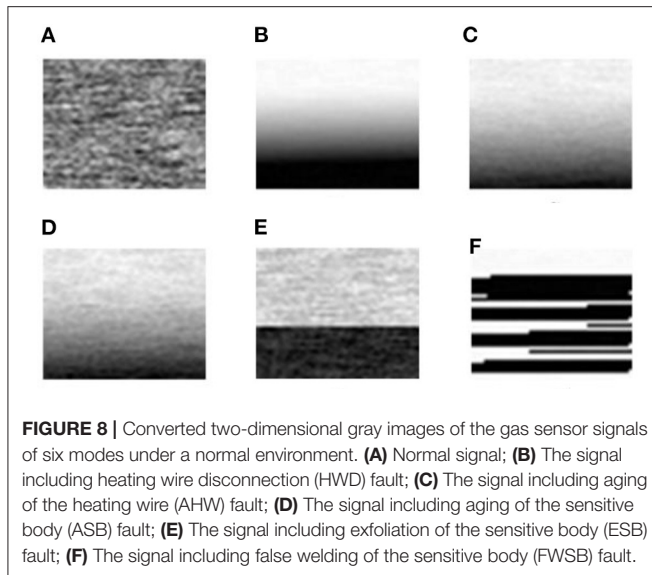 A B C
D E F
FIGURE 8 | Converted two-dimensional gray images of the gas sensor signals
of six modes under a normal environment. (A) Normal signal; (B) The signal
including heating wire disconnection (HWD) fault; (C) The signal including aging
of the heating wire (AHW) fault; (D) The signal including aging of the sensitive
body (ASB) fault; (E) The signal including exfoliation of the sensitive body (ESB)
fault; (F) The signal including false welding of the sensitive body (FWSB) fault.